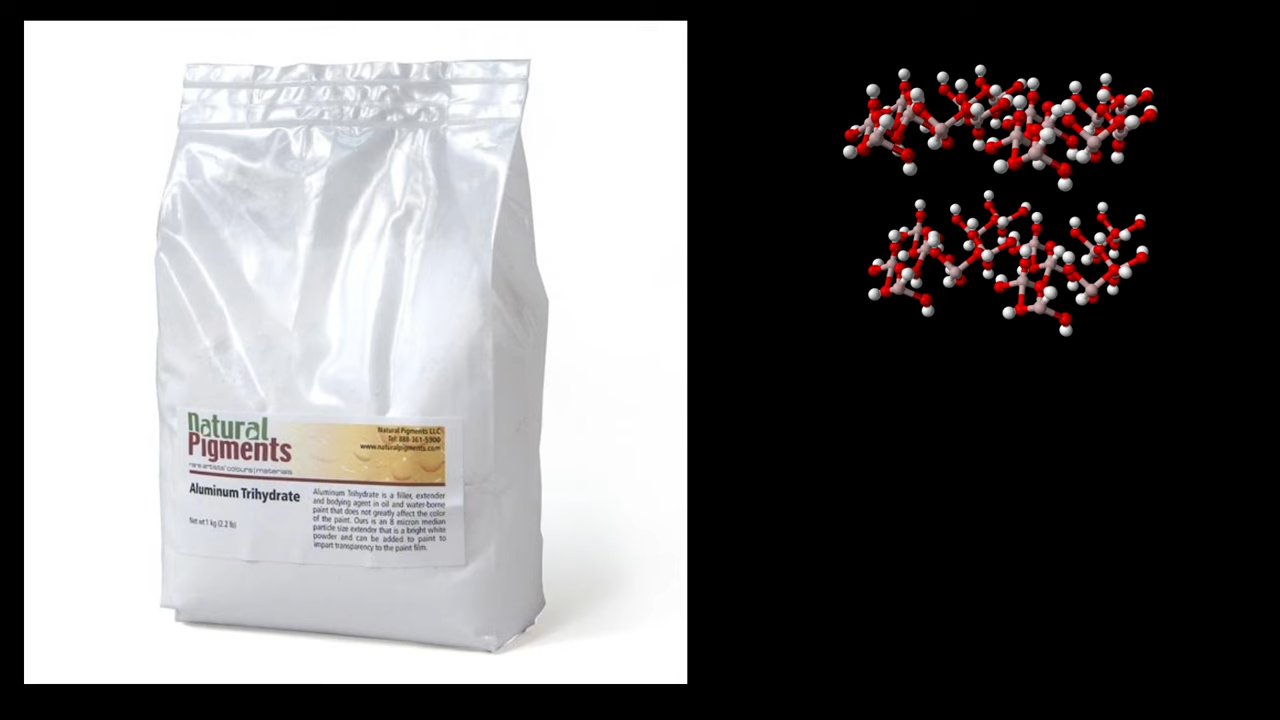 Natural
Pigments
rare artists' colours|materials
Natural Pigments LLC
Tel: 888-361-5900
www.naturalpigments.com
Aluminum Trihydrate
Net wt 1 kg (2.2 lb)
Aluminum Trihydrate is a filler, extender
and bodying agent in oil and water-borne
paint that does not greatly affect the color
of the paint. Ours is an 8 micron median
particle size extender that is a bright white
powder and can be added to paint to
impart transparency to the paint film.